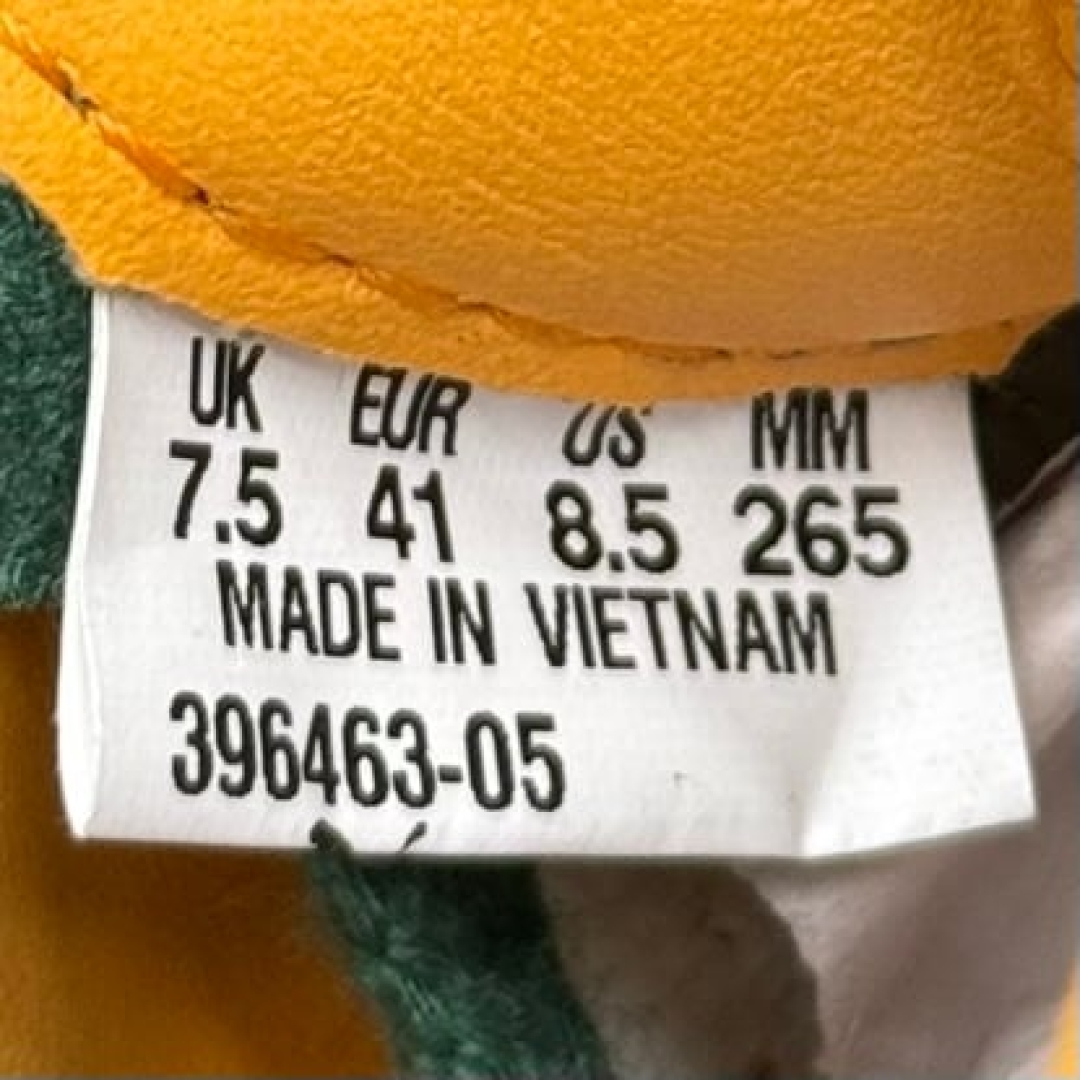 UK EUR US MM
7.5 41 8.5 265
MADE IN VIETNAM
396463-05